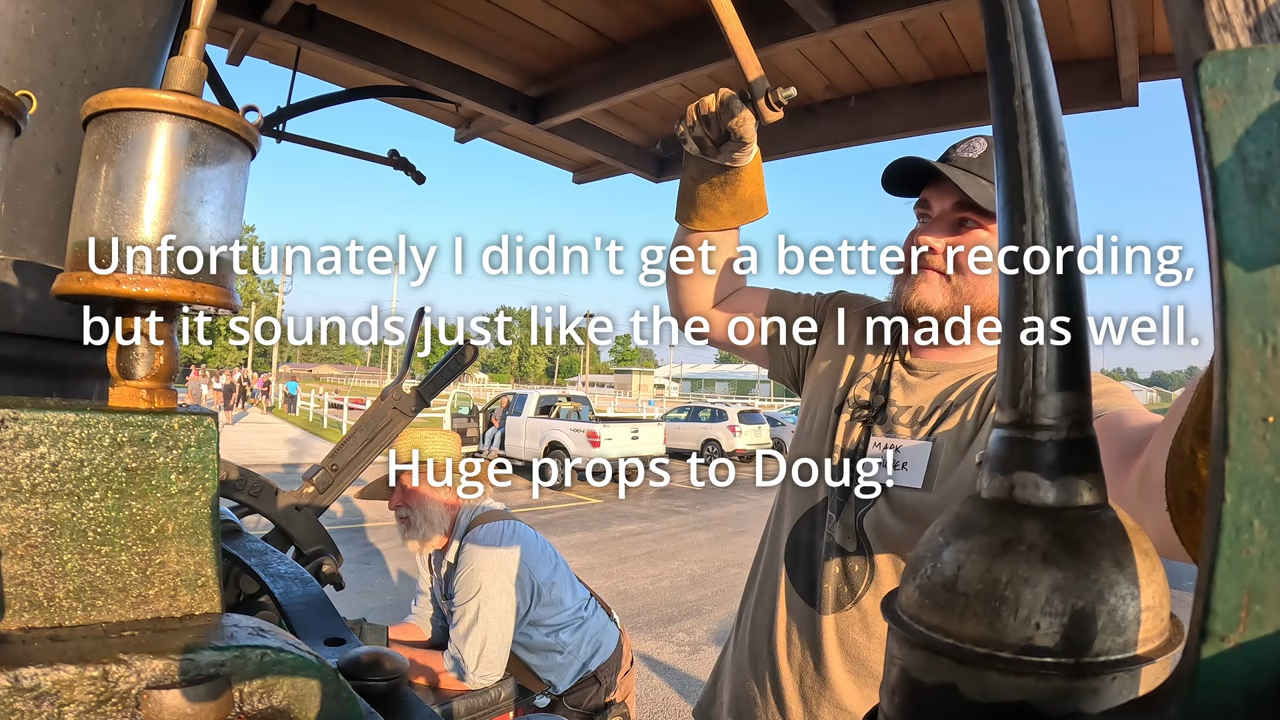 Unfortunately I didn't get a better recording,
but it sounds just like the one I made as well.
Huge props to Doug!
MARK
4x4